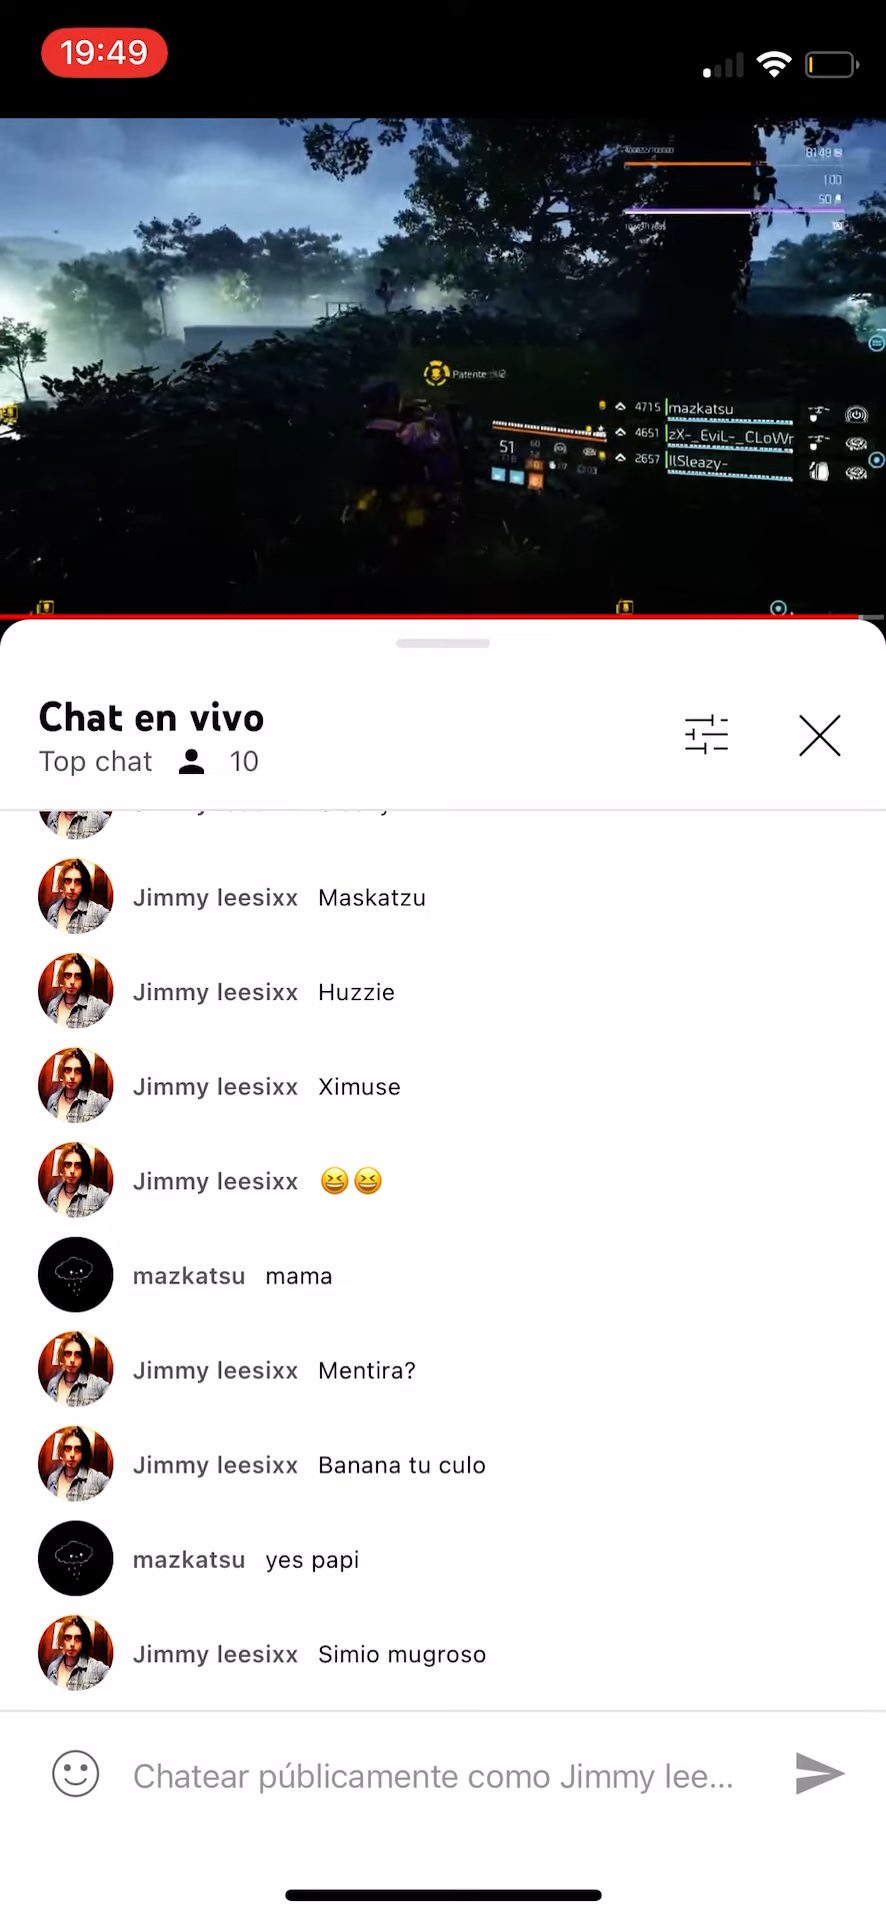 19:49
8148
100
50
Patente
4715 mazkatsu
4651 zX-_EviL-_CLoWr
2657 IlSleazy-
51
60
Chat en vivo
Top chat 10
Jimmy leesixx Maskatzu
Jimmy leesixx Huzzie
Jimmy leesixx Ximuse
Jimmy leesixx 😆😆
mazkatsu mama
Jimmy leesixx Mentira?
Jimmy leesixx Banana tu culo
mazkatsu yes papi
Jimmy leesixx Simio mugroso
Chatear públicamente como Jimmy lee...